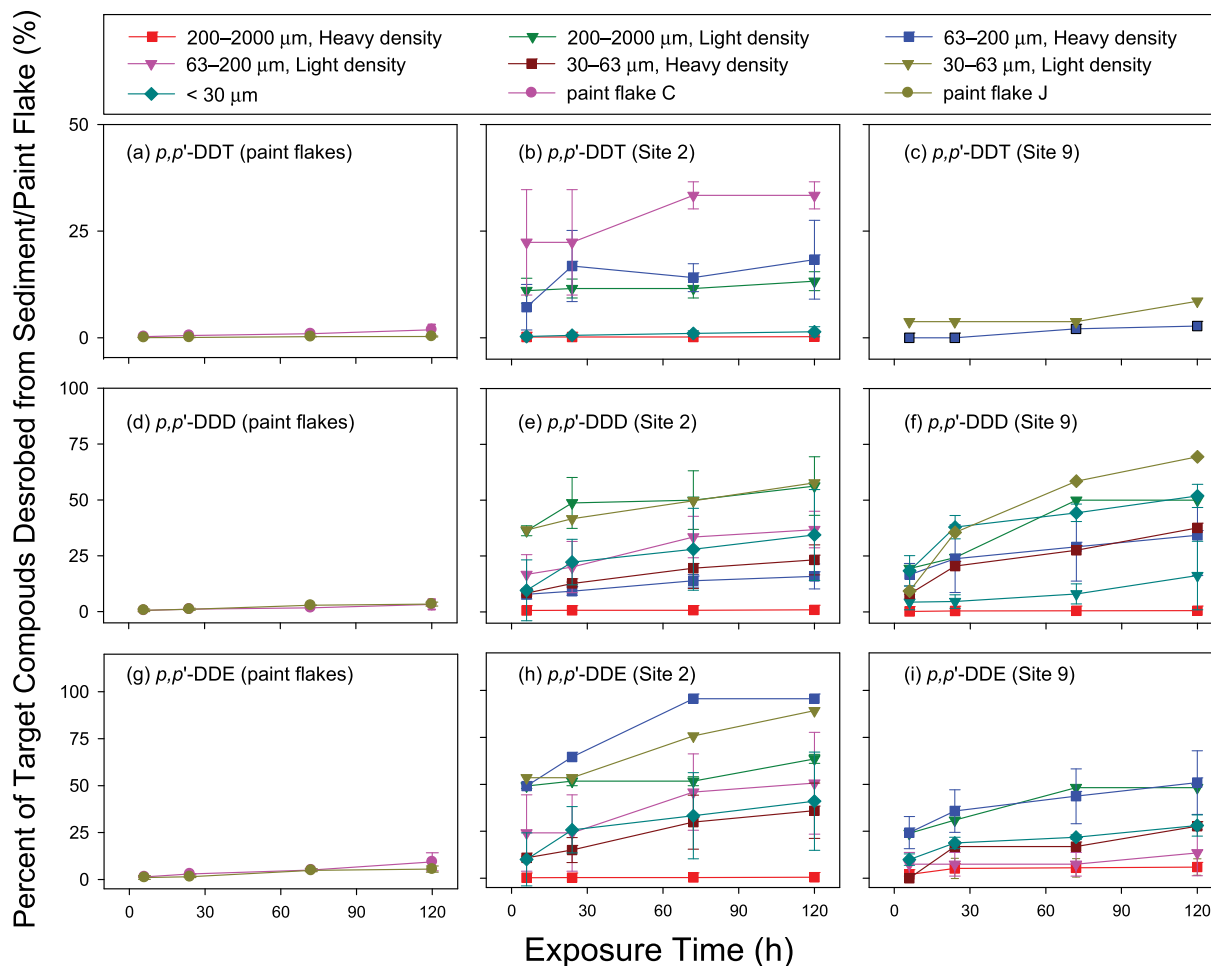 Percent of Target Compouds Desrobed from Sediment/Paint Flake (%)
200–2000 μm, Heavy density
200–2000 μm, Light density
63–200 μm, Heavy density
63–200 μm, Light density
30–63 μm, Heavy density
30–63 μm, Light density
< 30 μm
paint flake C
paint flake J
50
25
0
(a) p,p'-DDT (paint flakes)
(b) p,p'-DDT (Site 2)
(c) p,p'-DDT (Site 9)
100
75
50
25
0
(d) p,p'-DDD (paint flakes)
(e) p,p'-DDD (Site 2)
(f) p,p'-DDD (Site 9)
100
75
50
25
0
(g) p,p'-DDE (paint flakes)
(h) p,p'-DDE (Site 2)
(i) p,p'-DDE (Site 9)
0 30 60 90 120
0 30 60 90 120
0 30 60 90 120
Exposure Time (h)